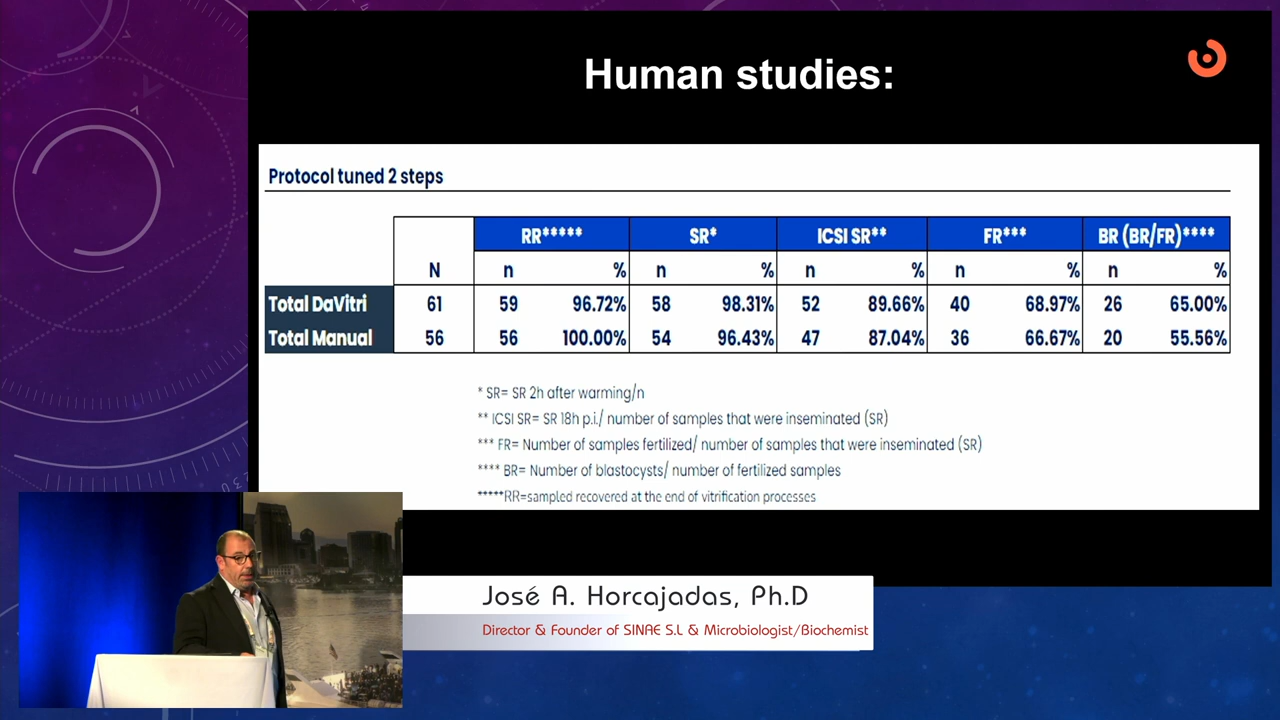 Human studies:
Protocol tuned 2 steps
RR***** SR* ICSI SR** FR*** BR (BR/FR)****
N n % n % n % n % n %
Total DaVitri 61 59 96.72% 58 98.31% 52 89.66% 40 68.97% 26 65.00%
Total Manual 56 56 100.00% 54 96.43% 47 87.04% 36 66.67% 20 55.56%
* SR= SR 2h after warming/n
** ICSI SR= SR 18h p.i./ number of samples that were inseminated (SR)
*** FR= Number of samples fertilized/ number of samples that were inseminated (SR)
**** BR= Number of blastocysts/ number of fertilized samples
*****RR=sampled recovered at the end of vitrification processes
José A. Horcajadas, Ph.D
Director & Founder of SINAE S.L & Microbiologist/Biochemist